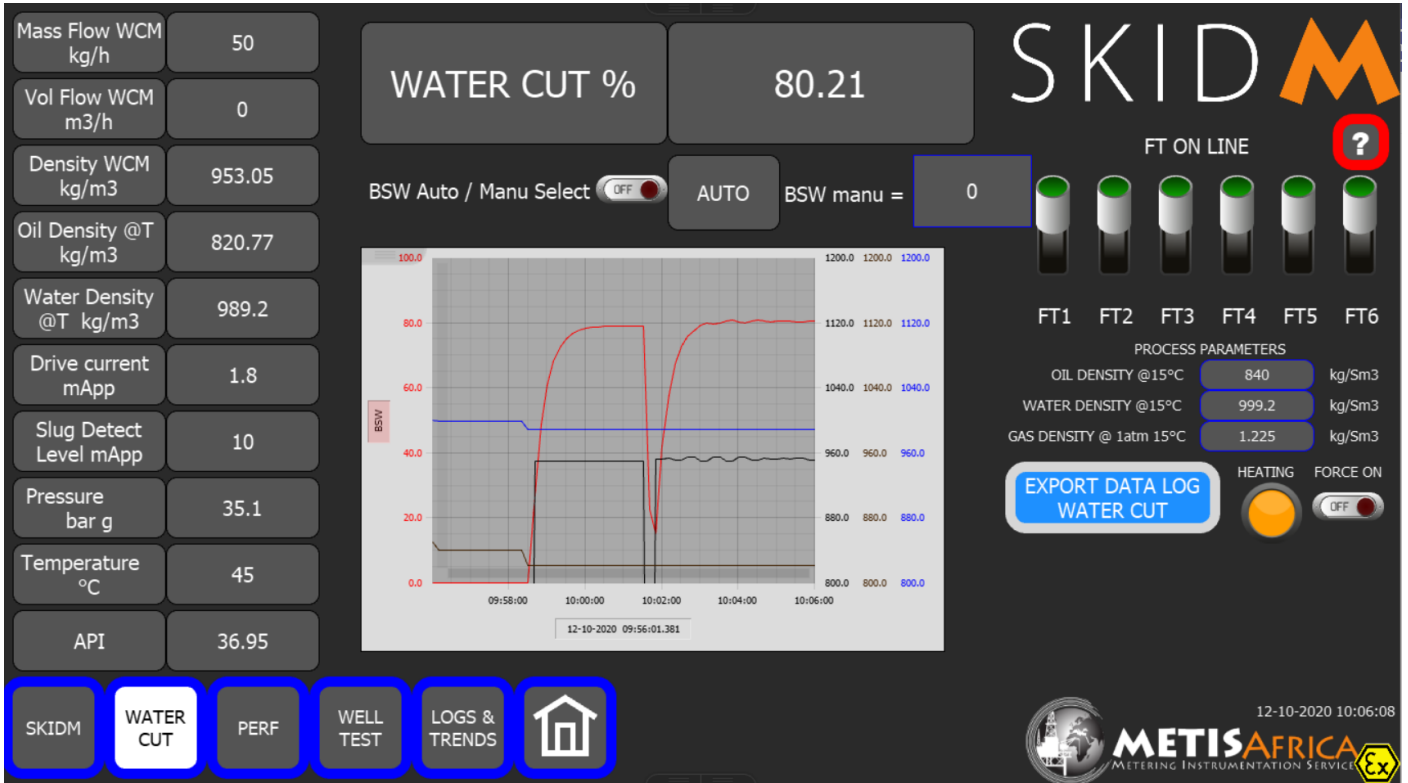 Mass Flow WCM
kg/h
50
Vol Flow WCM
m3/h
0
Density WCM
kg/m3
953.05
Oil Density @T
kg/m3
820.77
Water Density
@T kg/m3
989.2
Drive current
mApp
1.8
Slug Detect
Level mApp
10
Pressure
bar g
35.1
Temperature
°C
45
API
36.95
WATER CUT %
80.21
BSW Auto / Manu Select
OFF
AUTO
BSW manu =
0
BSW
100.0
80.0
60.0
40.0
20.0
0.0
1200.0 1200.0 1200.0
1120.0 1120.0 1120.0
1040.0 1040.0 1040.0
960.0 960.0 960.0
880.0 880.0 880.0
800.0 800.0 800.0
09:58:00 10:00:00 10:02:00 10:04:00 10:06:00
12-10-2020 09:56:01.381
SKIDM
FT ON LINE
?
FT1 FT2 FT3 FT4 FT5 FT6
PROCESS PARAMETERS
OIL DENSITY @15°C 840 kg/Sm3
WATER DENSITY @15°C 999.2 kg/Sm3
GAS DENSITY @ 1atm 15°C 1.225 kg/Sm3
EXPORT DATA LOG
WATER CUT
HEATING
FORCE ON
OFF
SKIDM
WATER
CUT
PERF
WELL
TEST
LOGS &
TRENDS
12-10-2020 10:06:08
METISAFRICA
METERING INSTRUMENTATION SERVICE
Ex